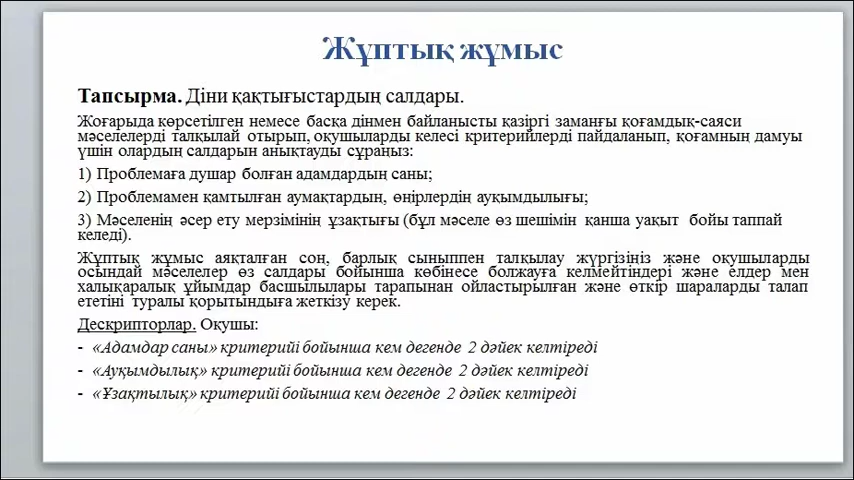 Жұптық жұмыс
Тапсырма. Діни қақтығыстардың салдары.
Жоғарыда көрсетілген немесе басқа дінмен байланысты қазіргі заманғы қоғамдық-саяси
мәселелерді талқылай отырып, оқушыларды келесі критерийлерді пайдаланып, қоғамның дамуы
үшін олардың салдарын анықтауды сұраңыз:
1) Проблемаға душар болған адамдардың саны;
2) Проблемамен қамтылған аумақтардың, өңірлердің ауқымдылығы;
3) Мәселенің әсер ету мерзімінің ұзақтығы (бұл мәселе өз шешімін қанша уақыт бойы таппай
келеді).
Жұптық жұмыс аяқталған соң, барлық сыныппен талқылау жүргізіңіз және оқушыларды
осындай мәселелер өз салдары бойынша көбінесе болжауға келмейтіндері және елдер мен
халықаралық ұйымдар басшылылары тарапынан ойластырылған және өткір шараларды талап
ететіні туралы қорытындыға жеткізу керек.
Дескрипторлар. Оқушы:
- «Адамдар саны» критерийі бойынша кем дегенде 2 дәйек келтіреді
- «Ауқымдылық» критерийі бойынша кем дегенде 2 дәйек келтіреді
- «Ұзақтылық» критерийі бойынша кем дегенде 2 дәйек келтіреді